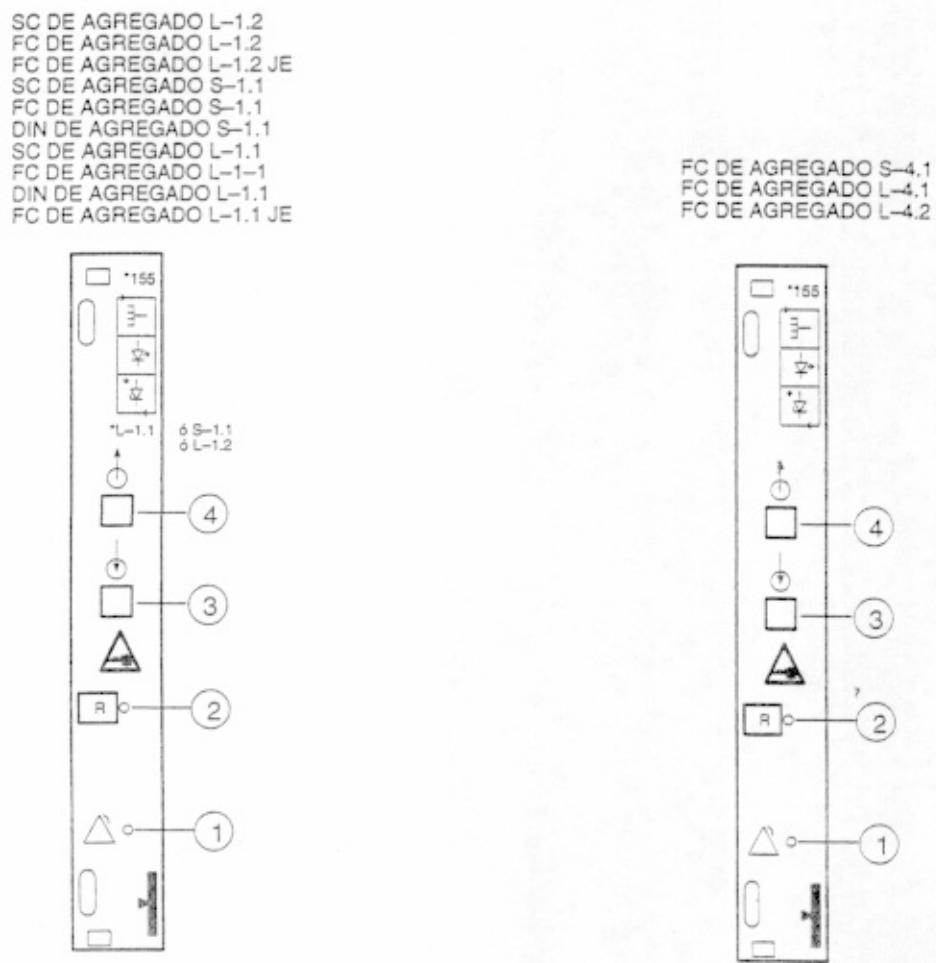 SC DE AGREGADO L–1.2
FC DE AGREGADO L–1.2
FC DE AGREGADO L–1.2 JE
SC DE AGREGADO S–1.1
FC DE AGREGADO S–1.1
DIN DE AGREGADO S–1.1
SC DE AGREGADO L–1.1
FC DE AGREGADO L–1–1
DIN DE AGREGADO L–1.1
FC DE AGREGADO L–1.1 JE
*155
*L–1.1
ó S–1.1
ó L–1.2
4
3
R
2
1
FC DE AGREGADO S–4.1
FC DE AGREGADO L–4.1
FC DE AGREGADO L–4.2
*155
4
3
R
2
1